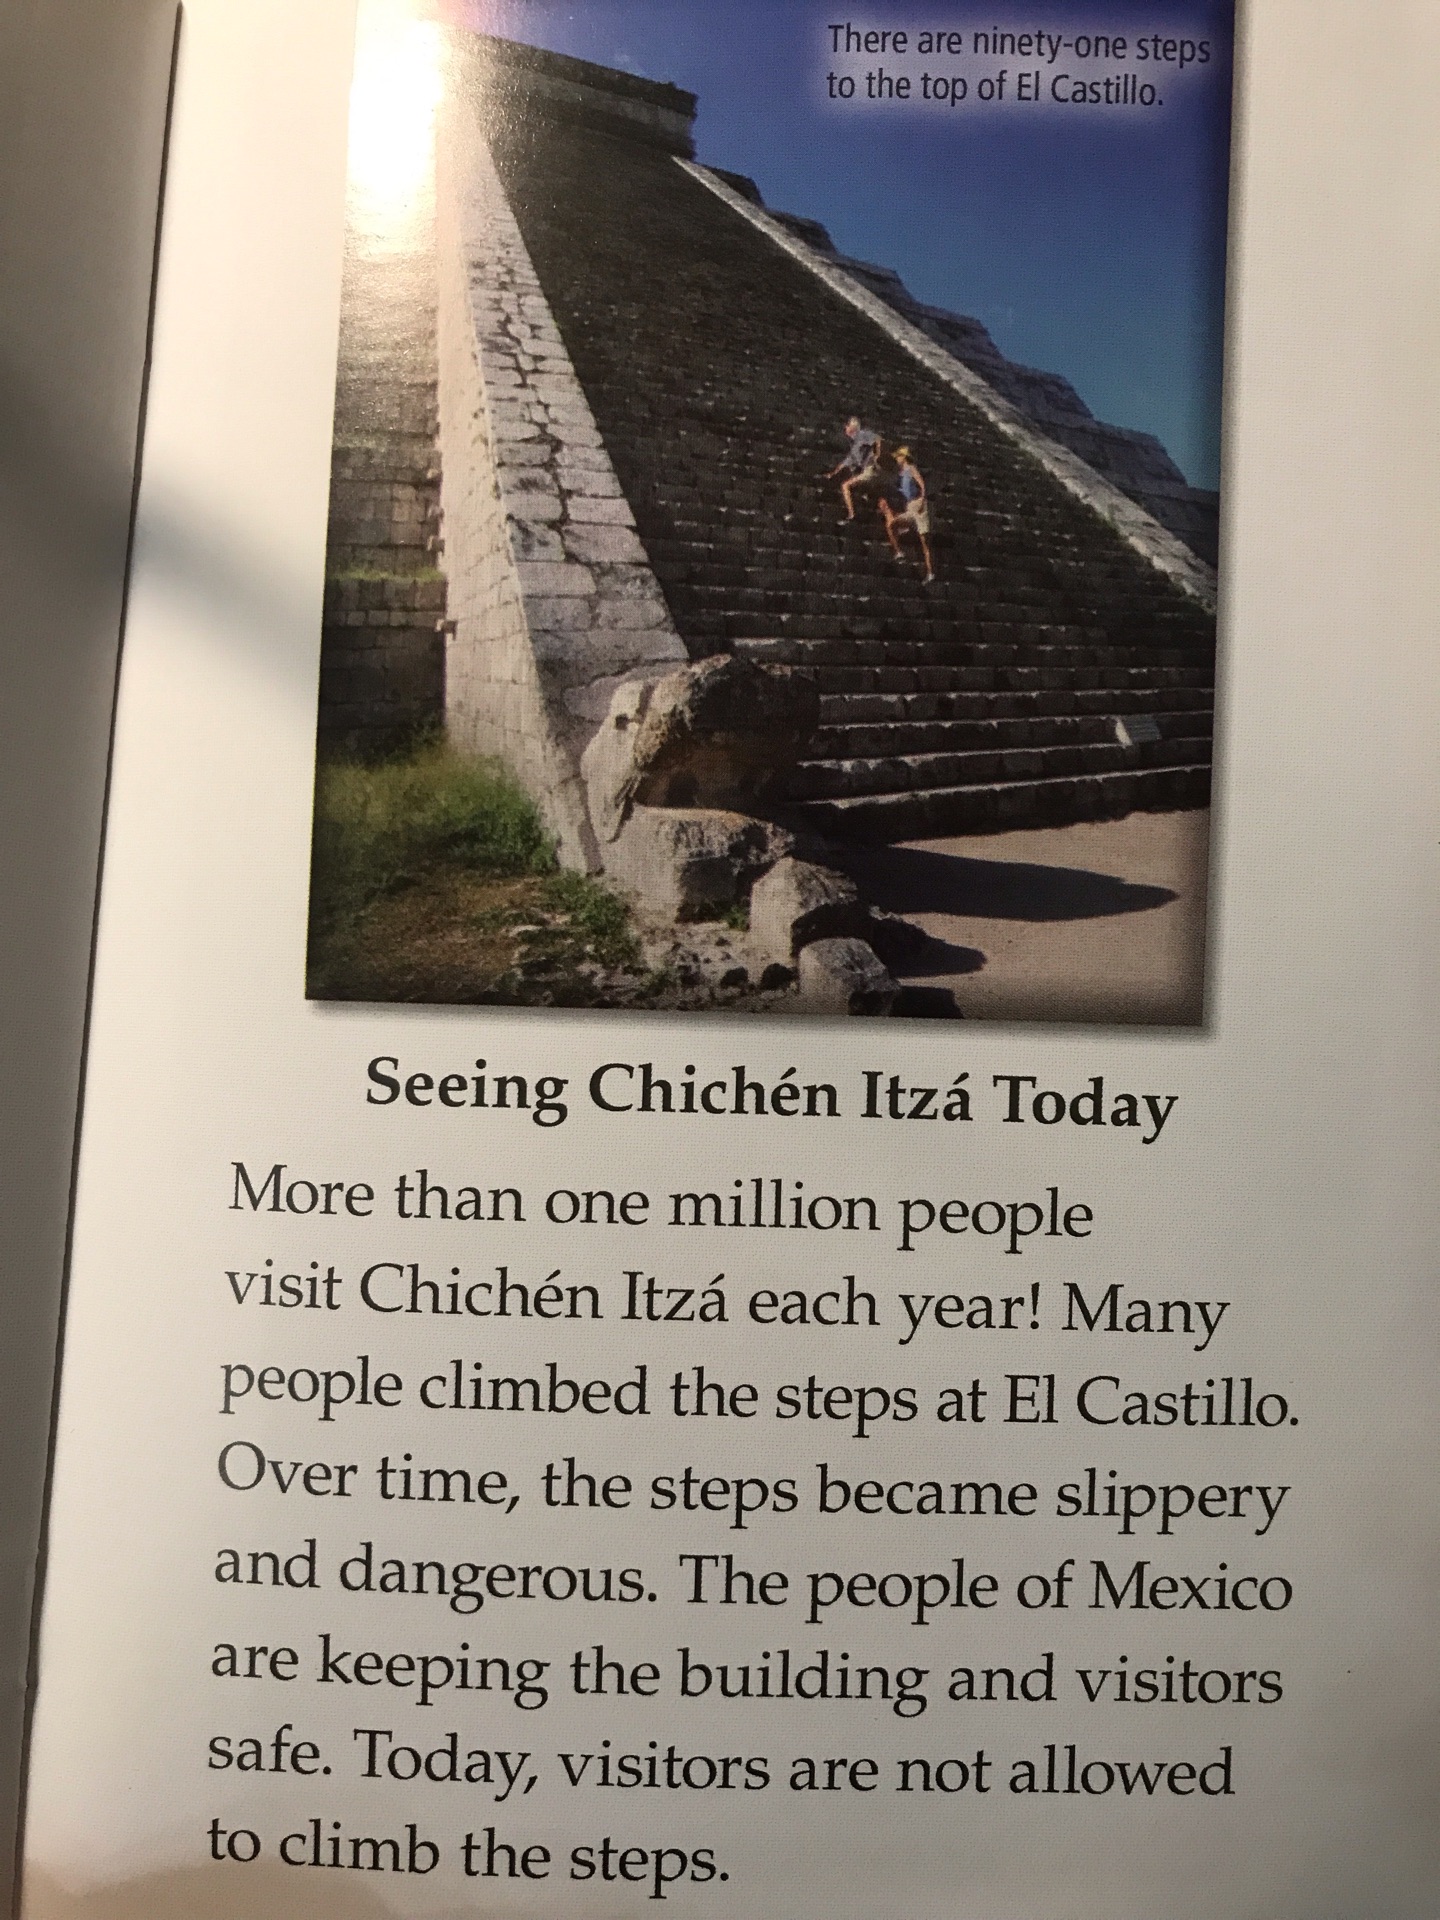 There are ninety-one steps
to the top of El Castillo.
Seeing Chichén Itzá Today
More than one million people
visit Chichén Itzá each year! Many
people climbed the steps at El Castillo.
Over time, the steps became slippery
and dangerous. The people of Mexico
are keeping the building and visitors
safe. Today, visitors are not allowed
to climb the steps.